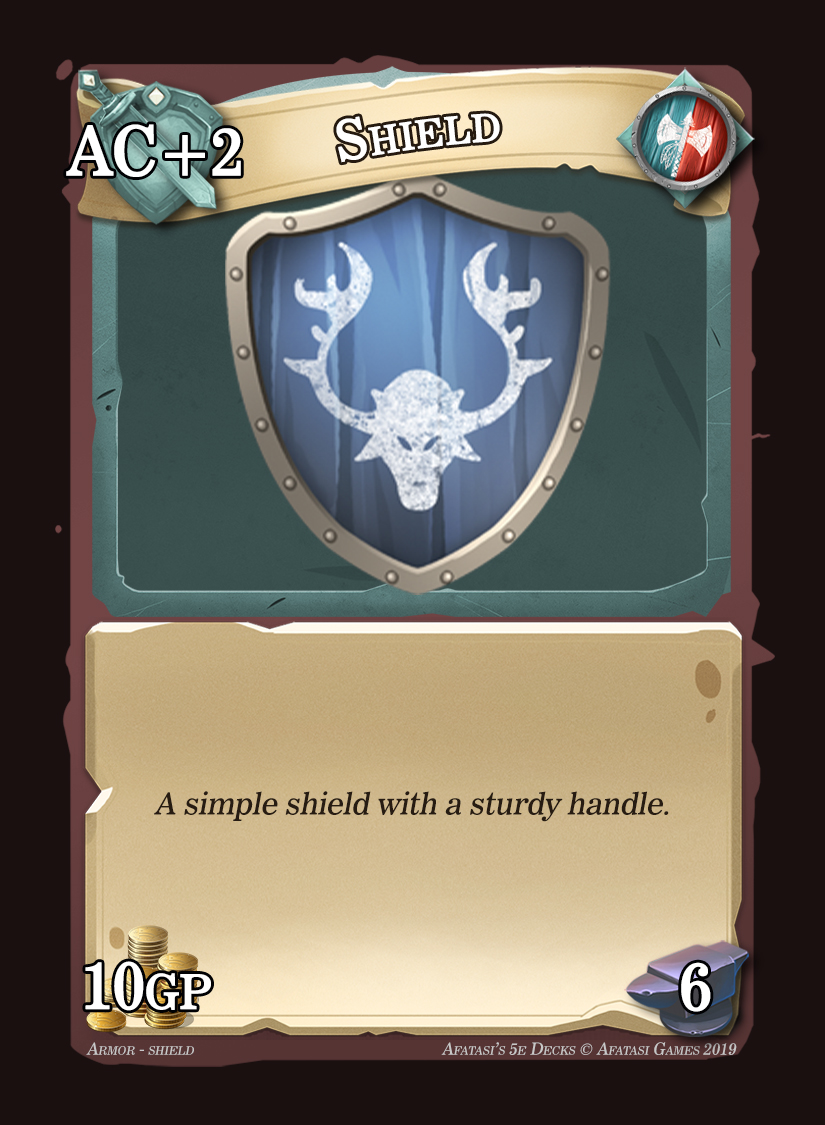 AC+2
Shield
A simple shield with a sturdy handle.
10GP
6
Armor - shield
Afatasi's 5e Decks © Afatasi Games 2019